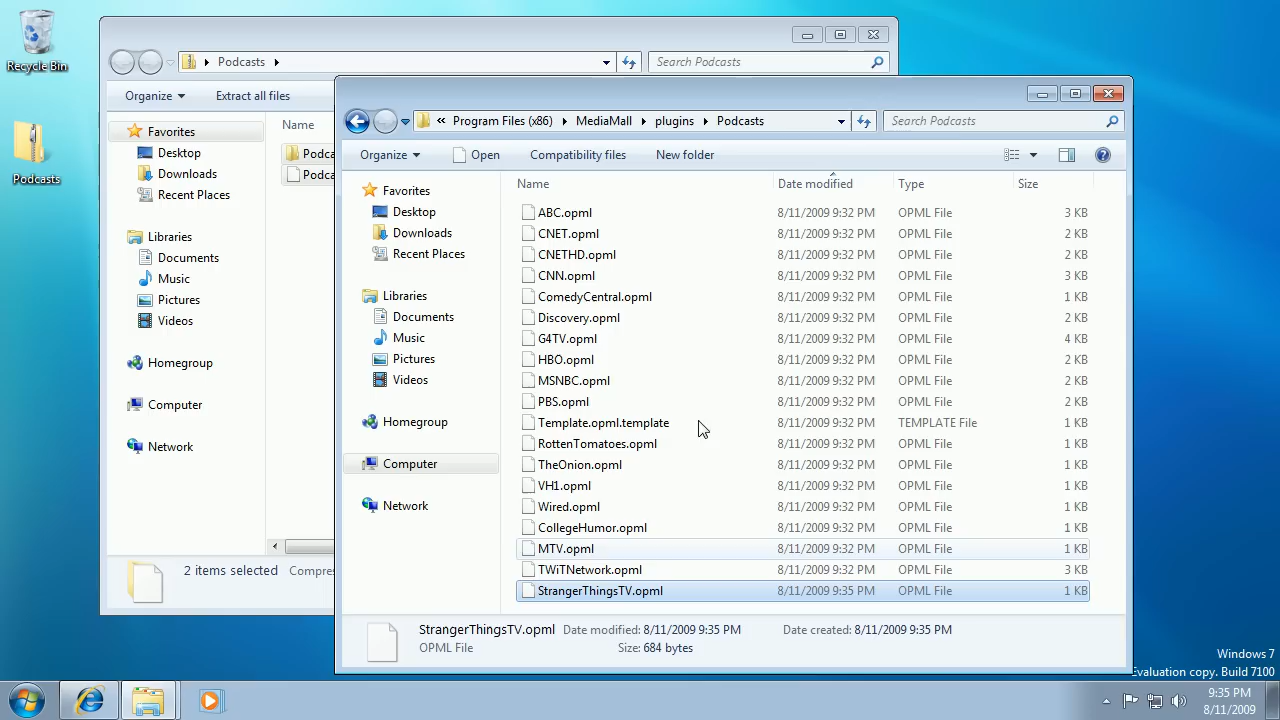 Recycle Bin
Podcasts
Podcasts
Search Podcasts
Organize
Extract all files
Favorites
Desktop
Downloads
Recent Places
Libraries
Documents
Music
Pictures
Videos
Homegroup
Computer
Network
Name
Podca
Podca
2 items selected
Compres
« Program Files (x86) MediaMall plugins Podcasts
Search Podcasts
Organize Open Compatibility files New folder
Favorites
Desktop
Downloads
Recent Places
Libraries
Documents
Music
Pictures
Videos
Homegroup
Computer
Network
Name Date modified Type Size
ABC.opml 8/11/2009 9:32 PM OPML File 3 KB
CNET.opml 8/11/2009 9:32 PM OPML File 2 KB
CNETHD.opml 8/11/2009 9:32 PM OPML File 2 KB
CNN.opml 8/11/2009 9:32 PM OPML File 3 KB
ComedyCentral.opml 8/11/2009 9:32 PM OPML File 1 KB
Discovery.opml 8/11/2009 9:32 PM OPML File 2 KB
G4TV.opml 8/11/2009 9:32 PM OPML File 4 KB
HBO.opml 8/11/2009 9:32 PM OPML File 2 KB
MSNBC.opml 8/11/2009 9:32 PM OPML File 2 KB
PBS.opml 8/11/2009 9:32 PM OPML File 2 KB
Template.opml.template 8/11/2009 9:32 PM TEMPLATE File 1 KB
RottenTomatoes.opml 8/11/2009 9:32 PM OPML File 1 KB
TheOnion.opml 8/11/2009 9:32 PM OPML File 1 KB
VH1.opml 8/11/2009 9:32 PM OPML File 1 KB
Wired.opml 8/11/2009 9:32 PM OPML File 1 KB
CollegeHumor.opml 8/11/2009 9:32 PM OPML File 1 KB
MTV.opml 8/11/2009 9:32 PM OPML File 1 KB
TWiTNetwork.opml 8/11/2009 9:32 PM OPML File 3 KB
StrangerThingsTV.opml 8/11/2009 9:35 PM OPML File 1 KB
StrangerThingsTV.opml Date modified: 8/11/2009 9:35 PM Date created: 8/11/2009 9:35 PM
OPML File Size: 684 bytes
Windows 7
Evaluation copy. Build 7100
9:35 PM
8/11/2009